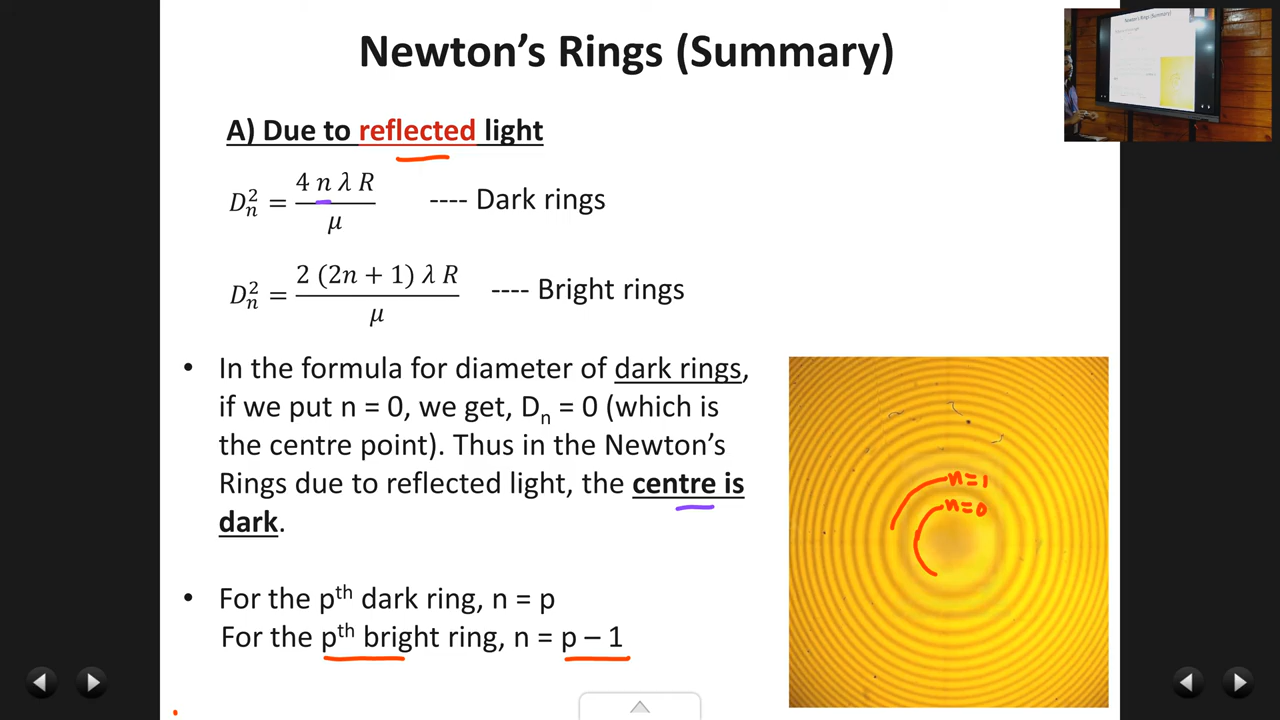 Newton's Rings (Summary)
A) Due to reflected light
D_n^2 = 4 n λ R / μ ---- Dark rings
D_n^2 = 2 (2n + 1) λ R / μ ---- Bright rings
• In the formula for diameter of dark rings,
if we put n = 0, we get, D_n = 0 (which is
the centre point). Thus in the Newton's
Rings due to reflected light, the centre is
dark.
• For the p^th dark ring, n = p
For the p^th bright ring, n = p – 1
n=1
n=0
Newton's Rings (Summary)